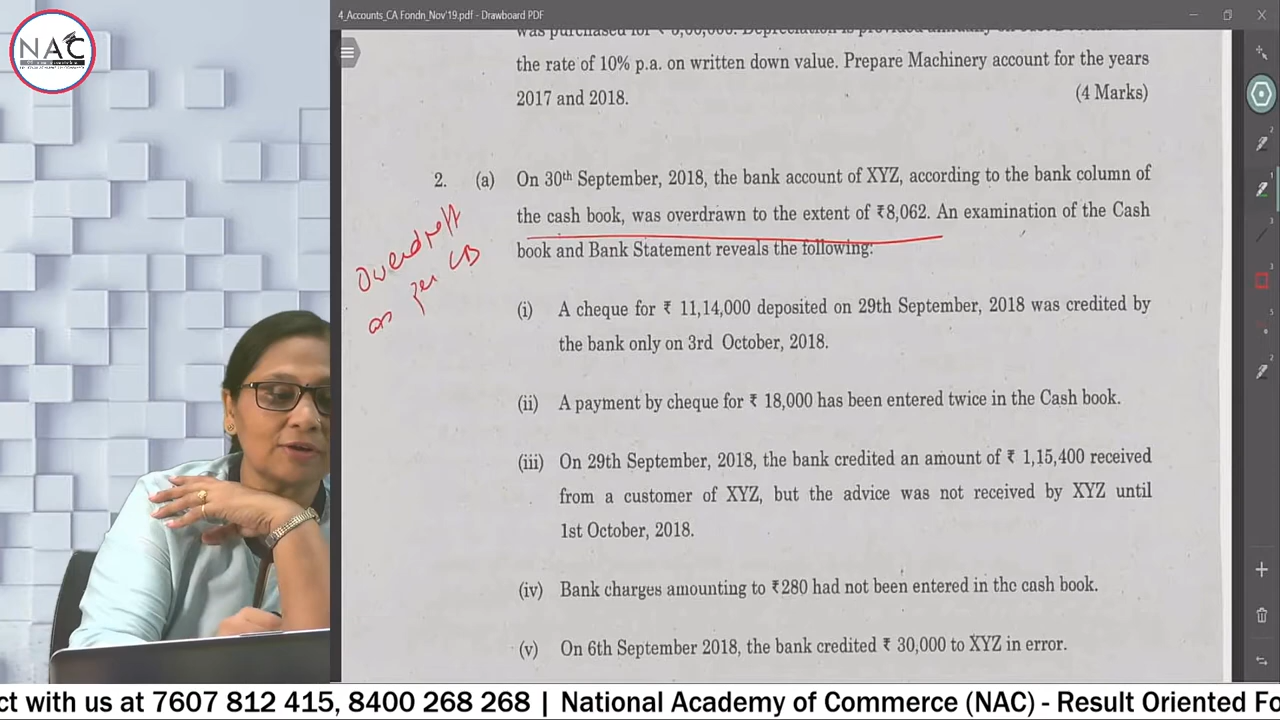 4_Accounts_CA Fondn_Nov'19.pdf - Drawboard PDF
NAC
the rate of 10% p.a. on written down value. Prepare Machinery account for the years
2017 and 2018. (4 Marks)
2. (a) On 30th September, 2018, the bank account of XYZ, according to the bank column of
the cash book, was overdrawn to the extent of ₹8,062. An examination of the Cash
book and Bank Statement reveals the following:
Overdraft
as per CB
(i) A cheque for ₹ 11,14,000 deposited on 29th September, 2018 was credited by
the bank only on 3rd October, 2018.
(ii) A payment by cheque for ₹ 18,000 has been entered twice in the Cash book.
(iii) On 29th September, 2018, the bank credited an amount of ₹ 1,15,400 received
from a customer of XYZ, but the advice was not received by XYZ until
1st October, 2018.
(iv) Bank charges amounting to ₹280 had not been entered in the cash book.
(v) On 6th September 2018, the bank credited ₹ 30,000 to XYZ in error.
ct with us at 7607 812 415, 8400 268 268 | National Academy of Commerce (NAC) - Result Oriented Fo